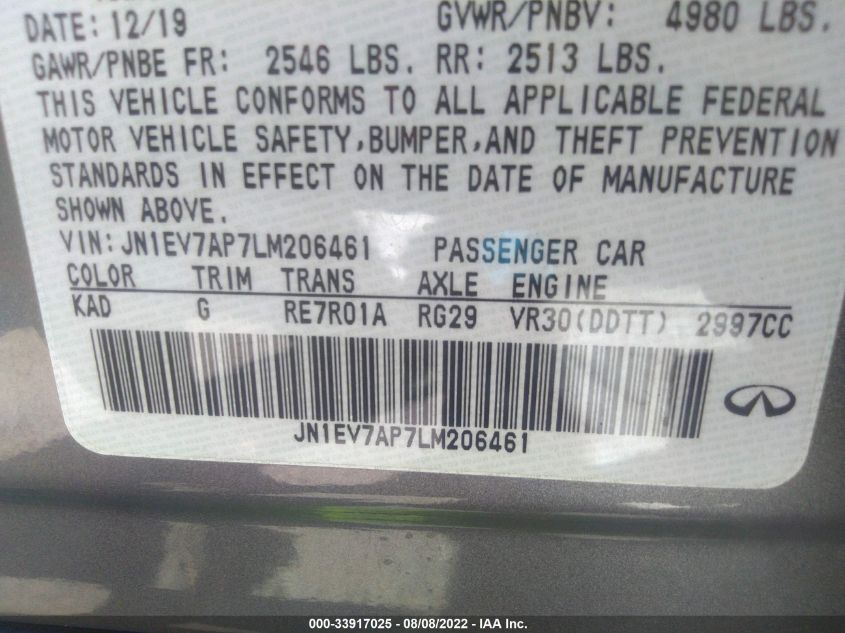 DATE: 12/19 GVWR/PNBV: 4980 LBS.
GAWR/PNBE FR: 2546 LBS. RR: 2513 LBS.
THIS VEHICLE CONFORMS TO ALL APPLICABLE FEDERAL
MOTOR VEHICLE SAFETY, BUMPER, AND THEFT PREVENTION
STANDARDS IN EFFECT ON THE DATE OF MANUFACTURE
SHOWN ABOVE.
VIN: JN1EV7AP7LM206461 PASSENGER CAR
COLOR TRIM TRANS AXLE ENGINE
KAD G RE7R01A RG29 VR30(DDTT) 2997CC
JN1EV7AP7LM206461
000-33917025 - 08/08/2022 - IAA Inc.